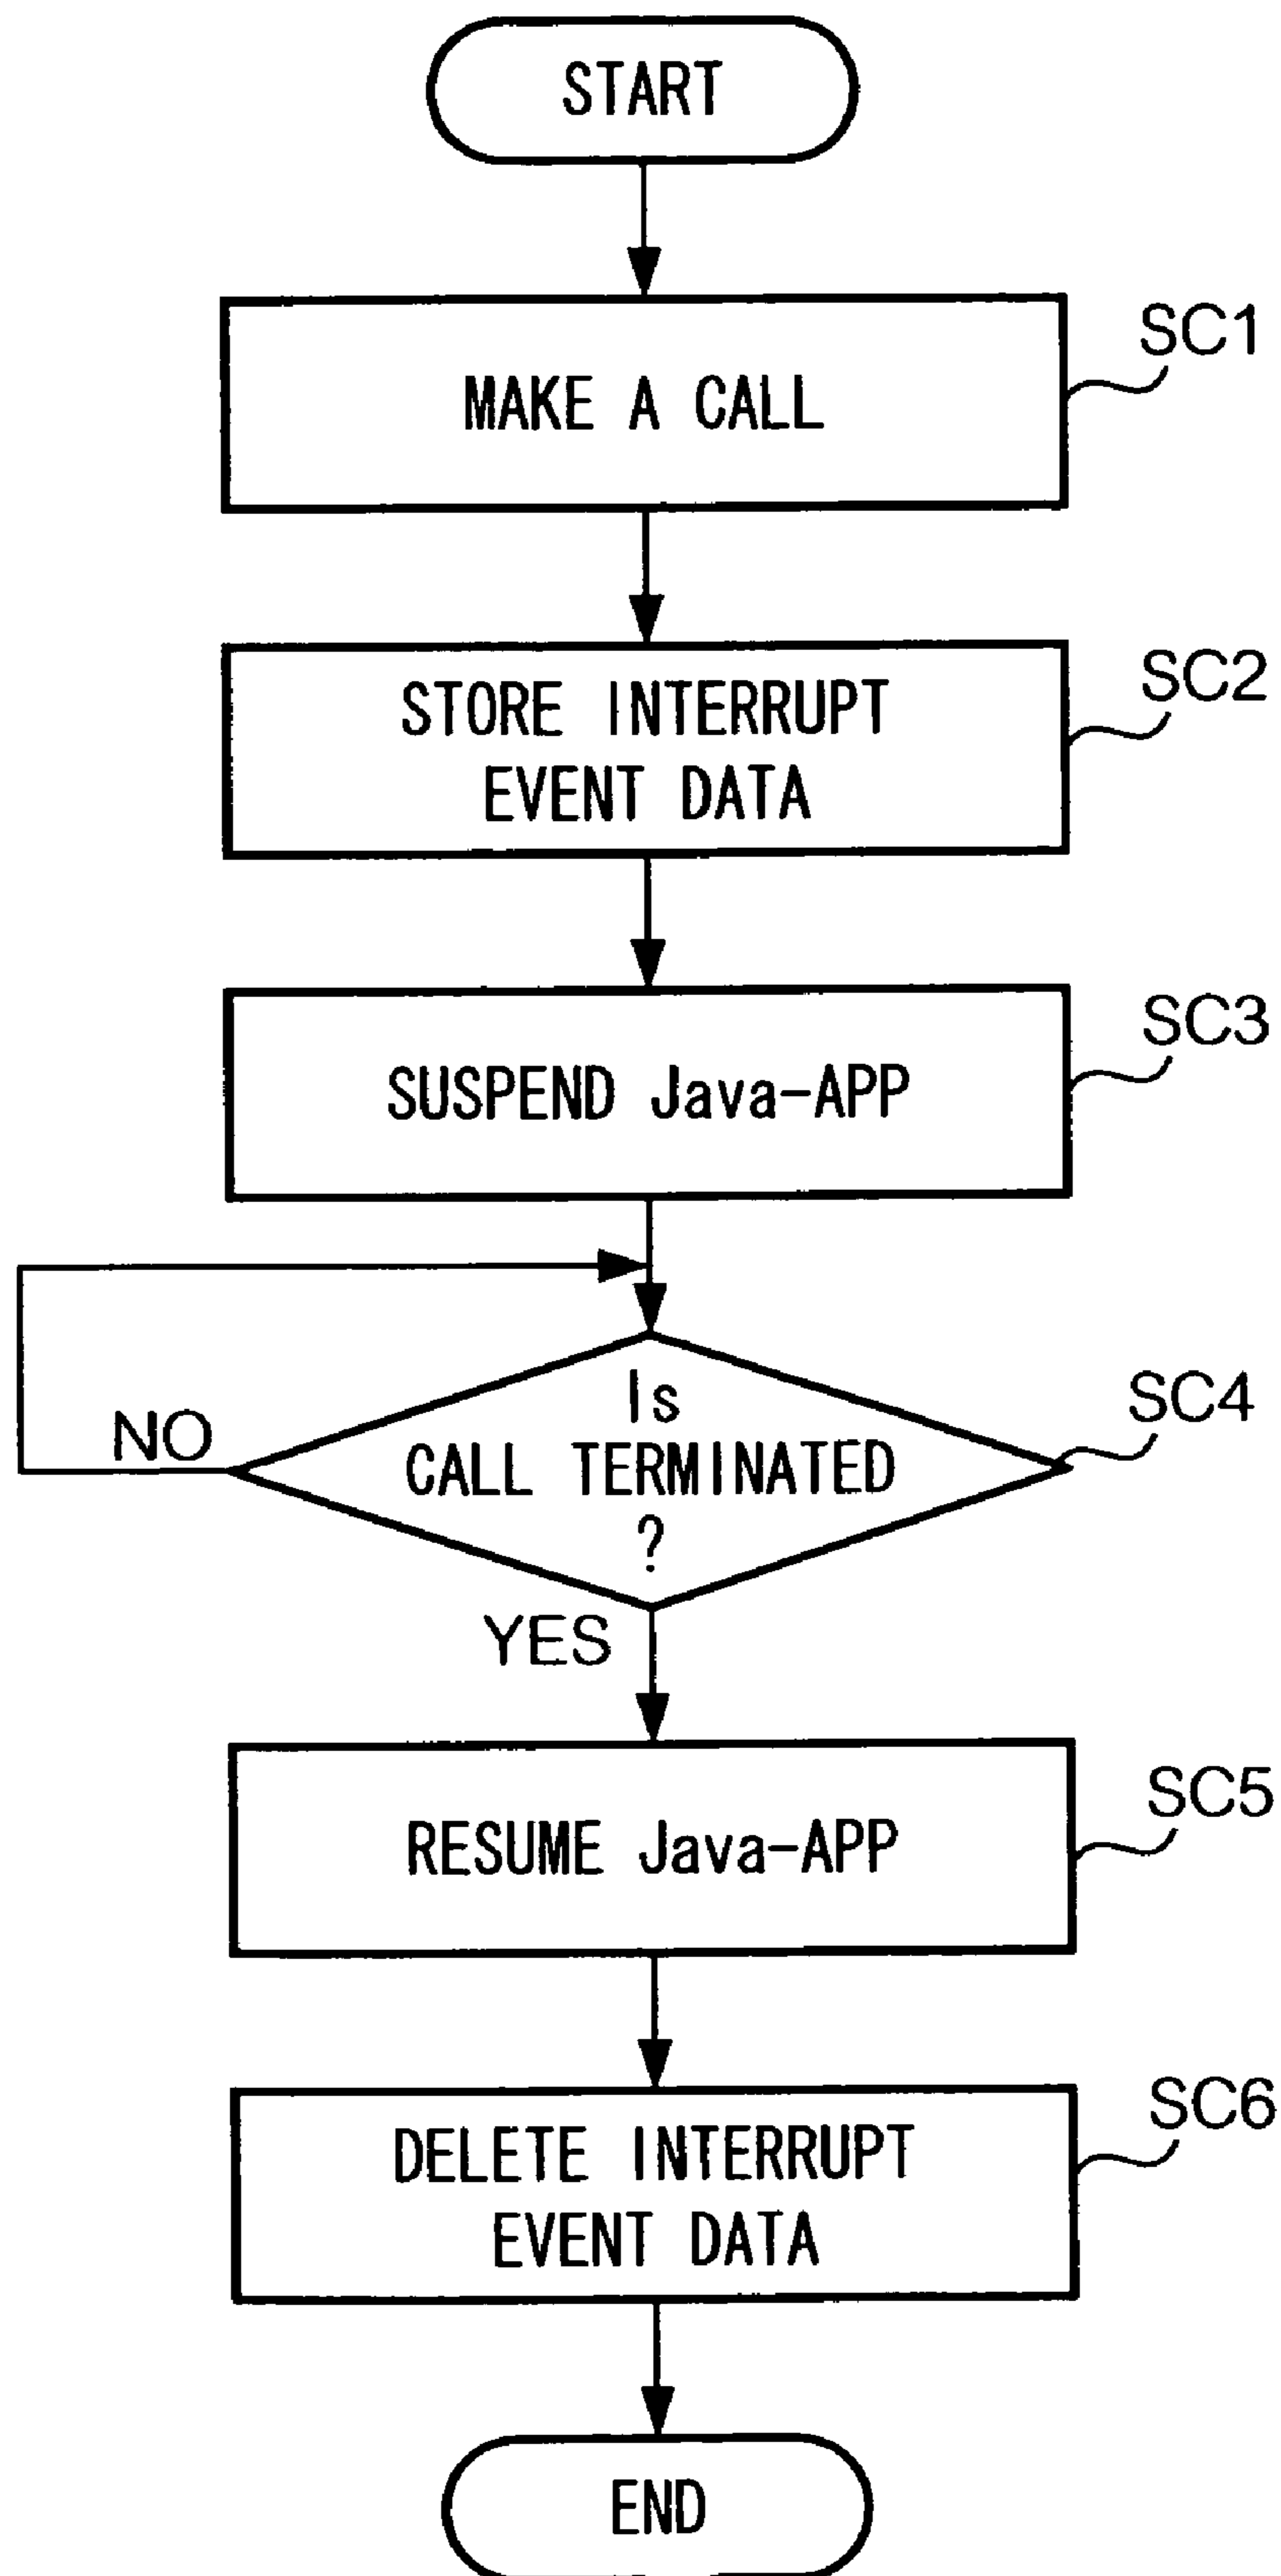 START
MAKE A CALL
SC1
STORE INTERRUPT
EVENT DATA
SC2
SUSPEND Java-APP
SC3
Is
CALL TERMINATED
?
SC4
NO
YES
RESUME Java-APP
SC5
DELETE INTERRUPT
EVENT DATA
SC6
END